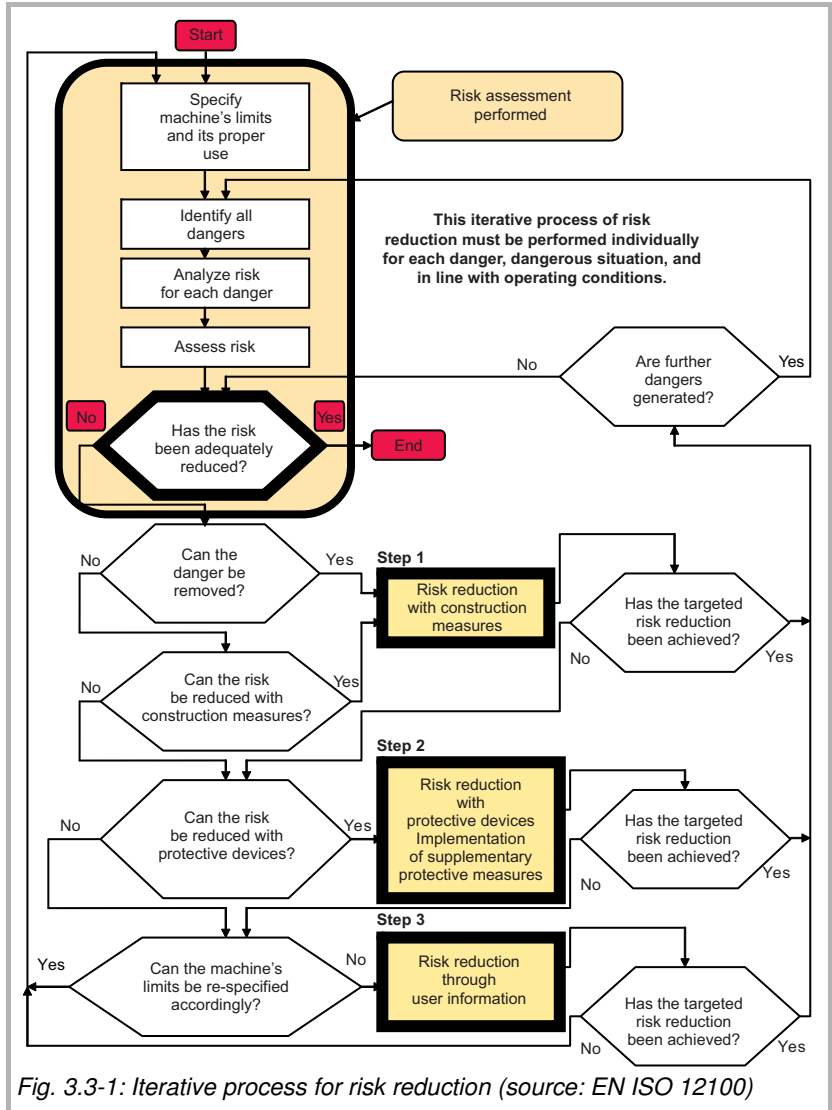 Start
Specify
machine's limits
and its proper
use
Risk assessment
performed
Identify all
dangers
This iterative process of risk
reduction must be performed individually
for each danger, dangerous situation, and
in line with operating conditions.
Analyze risk
for each danger
Assess risk
No
Are further
dangers
generated?
Yes
No
Yes
Has the risk
been adequately
reduced?
End
No
Can the
danger be
removed?
Yes
Step 1
Risk reduction
with construction
measures
Has the targeted
risk reduction
been achieved?
No
Yes
No
Can the risk
be reduced with
construction measures?
Yes
Step 2
Risk reduction
with
protective devices
Implementation
of supplementary
protective measures
No
Can the risk
be reduced with
protective devices?
Yes
Has the targeted
risk reduction
been achieved?
No
Yes
Step 3
Yes
Can the machine's
limits be re-specified
accordingly?
No
Risk reduction
through
user information
Has the targeted
risk reduction
been achieved?
No
Yes
Fig. 3.3-1: Iterative process for risk reduction (source: EN ISO 12100)